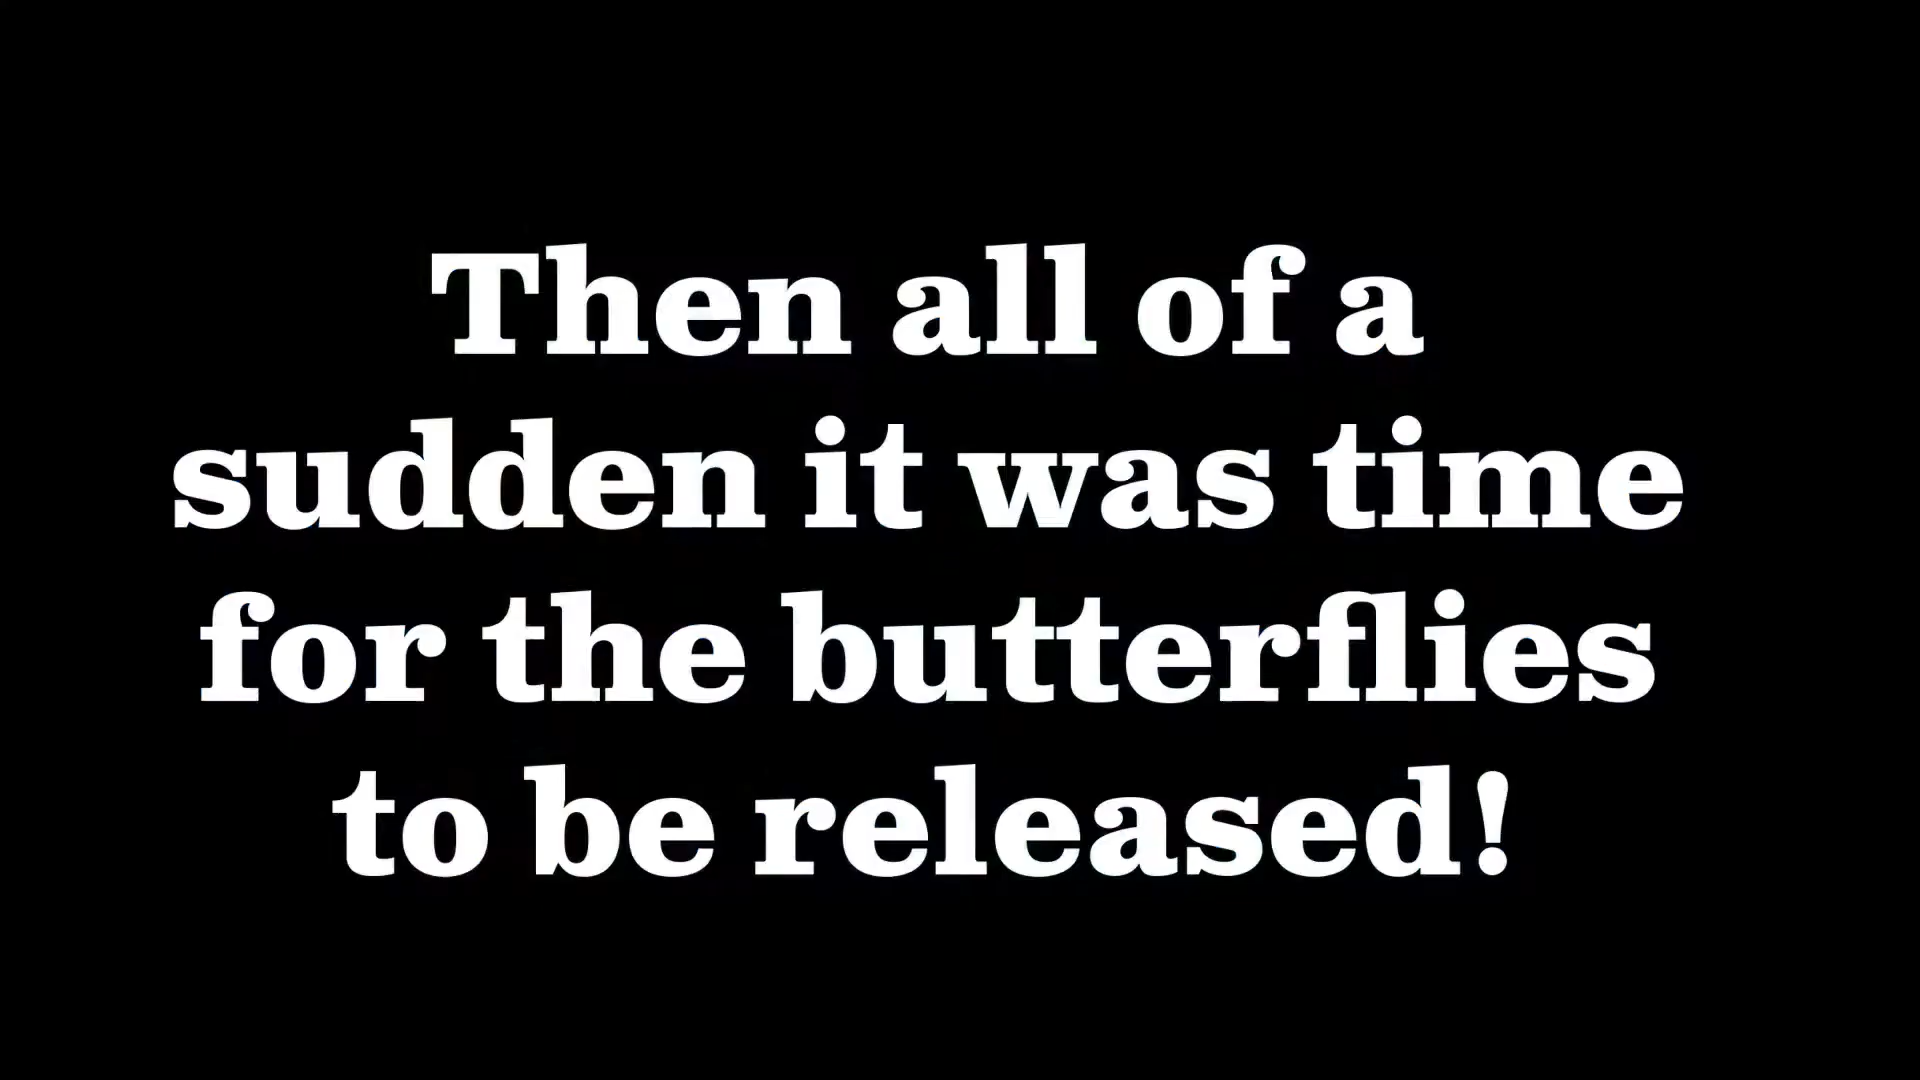 Then all of a
sudden it was time
for the butterflies
to be released!